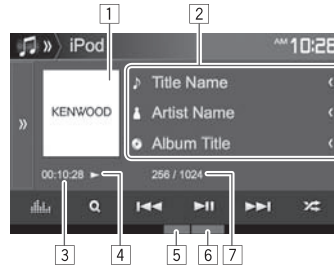 1 2
iPod AM 10:28
KENWOOD
Title Name
Artist Name
Album Title
00:10:28 256 / 1024
3 4 5 6 7